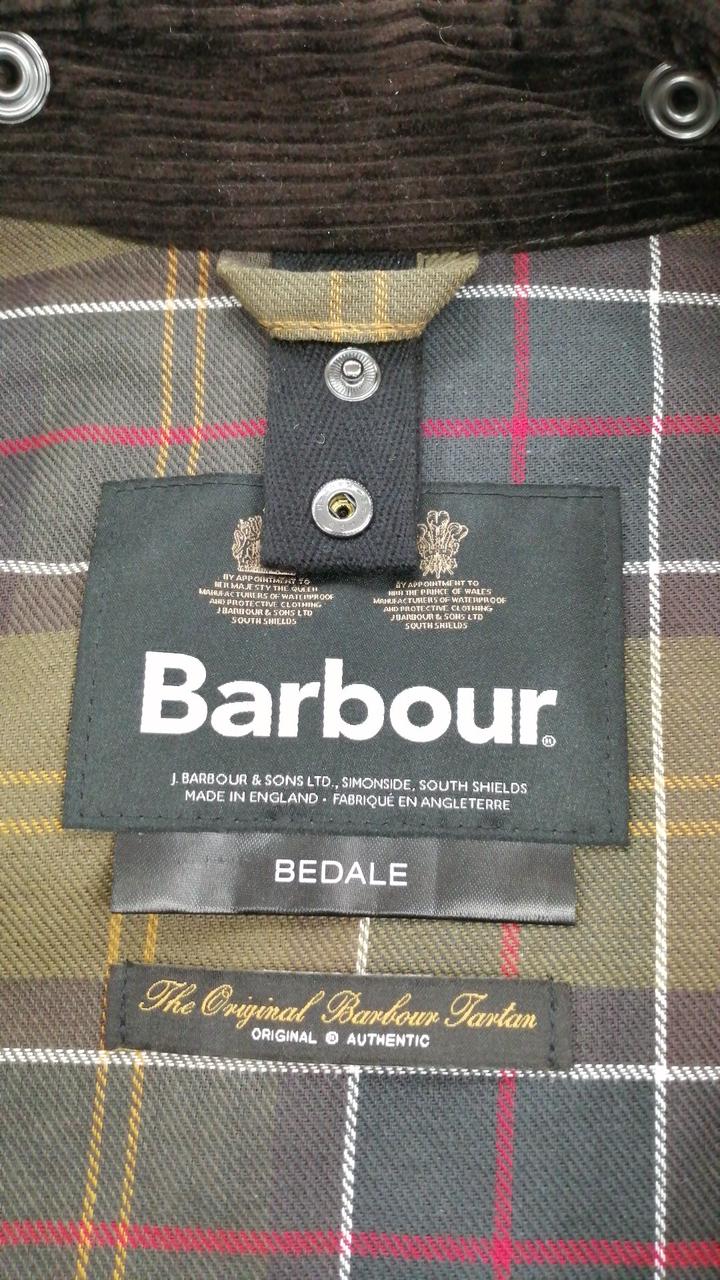 BY APPOINTMENT TO
HER MAJESTY THE QUEEN
MANUFACTURERS OF WATERPROOF
AND PROTECTIVE CLOTHING
J BARBOUR & SONS LTD
SOUTH SHIELDS
BY APPOINTMENT TO
HRH THE PRINCE OF WALES
MANUFACTURERS OF WATERPROOF
AND PROTECTIVE CLOTHING
J BARBOUR & SONS LTD
SOUTH SHIELDS
Barbour®
J. BARBOUR & SONS LTD., SIMONSIDE, SOUTH SHIELDS
MADE IN ENGLAND · FABRIQUÉ EN ANGLETERRE
BEDALE
The Original Barbour Tartan
ORIGINAL ® AUTHENTIC